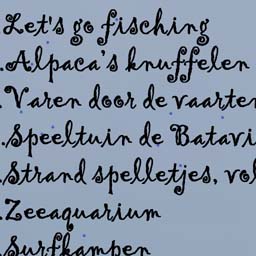 .Let's go fisching
.Alpaca's knuffelen
.Varen door de vaarten
.Speeltuin de Batavi
.Strand spelletjes, vol
.Zeeaquarium
.Surfkampen